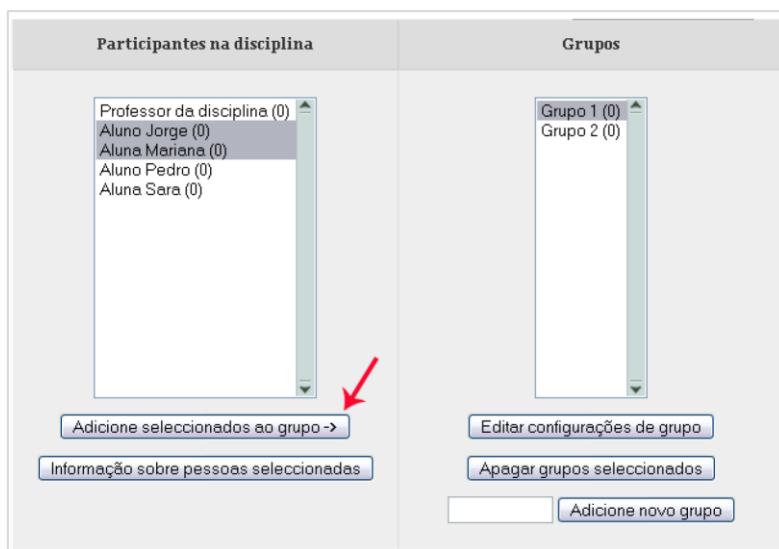 Participantes na disciplina
Professor da disciplina (0)
Aluno Jorge (0)
Aluna Mariana (0)
Aluno Pedro (0)
Aluna Sara (0)
Adicione seleccionados ao grupo ->
Informação sobre pessoas seleccionadas
Grupos
Grupo 1 (0)
Grupo 2 (0)
Editar configurações de grupo
Apagar grupos seleccionados
Adicione novo grupo